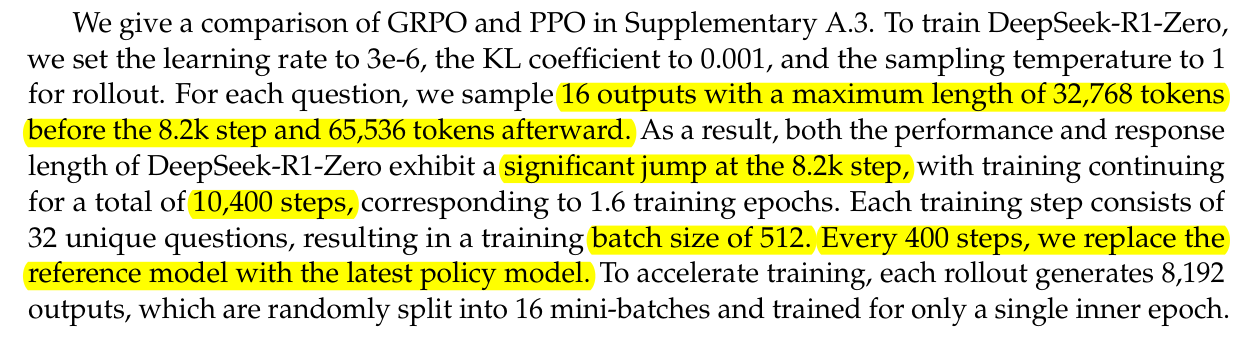 We give a comparison of GRPO and PPO in Supplementary A.3. To train DeepSeek-R1-Zero,
we set the learning rate to 3e-6, the KL coefficient to 0.001, and the sampling temperature to 1
for rollout. For each question, we sample 16 outputs with a maximum length of 32,768 tokens
before the 8.2k step and 65,536 tokens afterward. As a result, both the performance and response
length of DeepSeek-R1-Zero exhibit a significant jump at the 8.2k step, with training continuing
for a total of 10,400 steps, corresponding to 1.6 training epochs. Each training step consists of
32 unique questions, resulting in a training batch size of 512. Every 400 steps, we replace the
reference model with the latest policy model. To accelerate training, each rollout generates 8,192
outputs, which are randomly split into 16 mini-batches and trained for only a single inner epoch.